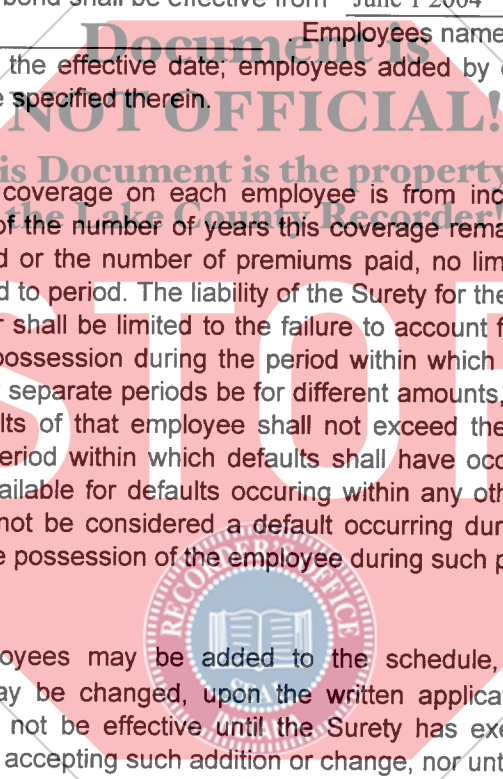 bond shall be effective from June 1 2004
Document is
. Employees name
the effective date; employees added by
e specified therein.
NOT OFFICIAL!
is Document is the property
coverage on each employee is from inc
the Lake County Recorder!
of the number of years this coverage rema
d or the number of premiums paid, no lim
d to period. The liability of the Surety for the
r shall be limited to the failure to account f
possession during the period within which
separate periods be for different amounts,
STOP
lts of that employee shall not exceed the
eriod within which defaults shall have occ
ailable for defaults occuring within any oth
not be considered a default occurring dur
e possession of the employee during such p
RECORDER'S OFFICE
SEAL
oyees may be added to the schedule,
ay be changed, upon the written applica
not be effective until the Surety has exe
accepting such addition or change, nor unt